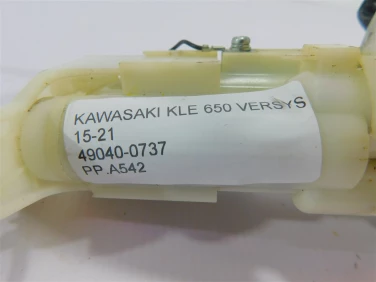 KAWASAKI KLE 650 VERSYS
15-21
49040-0737
PP.A542